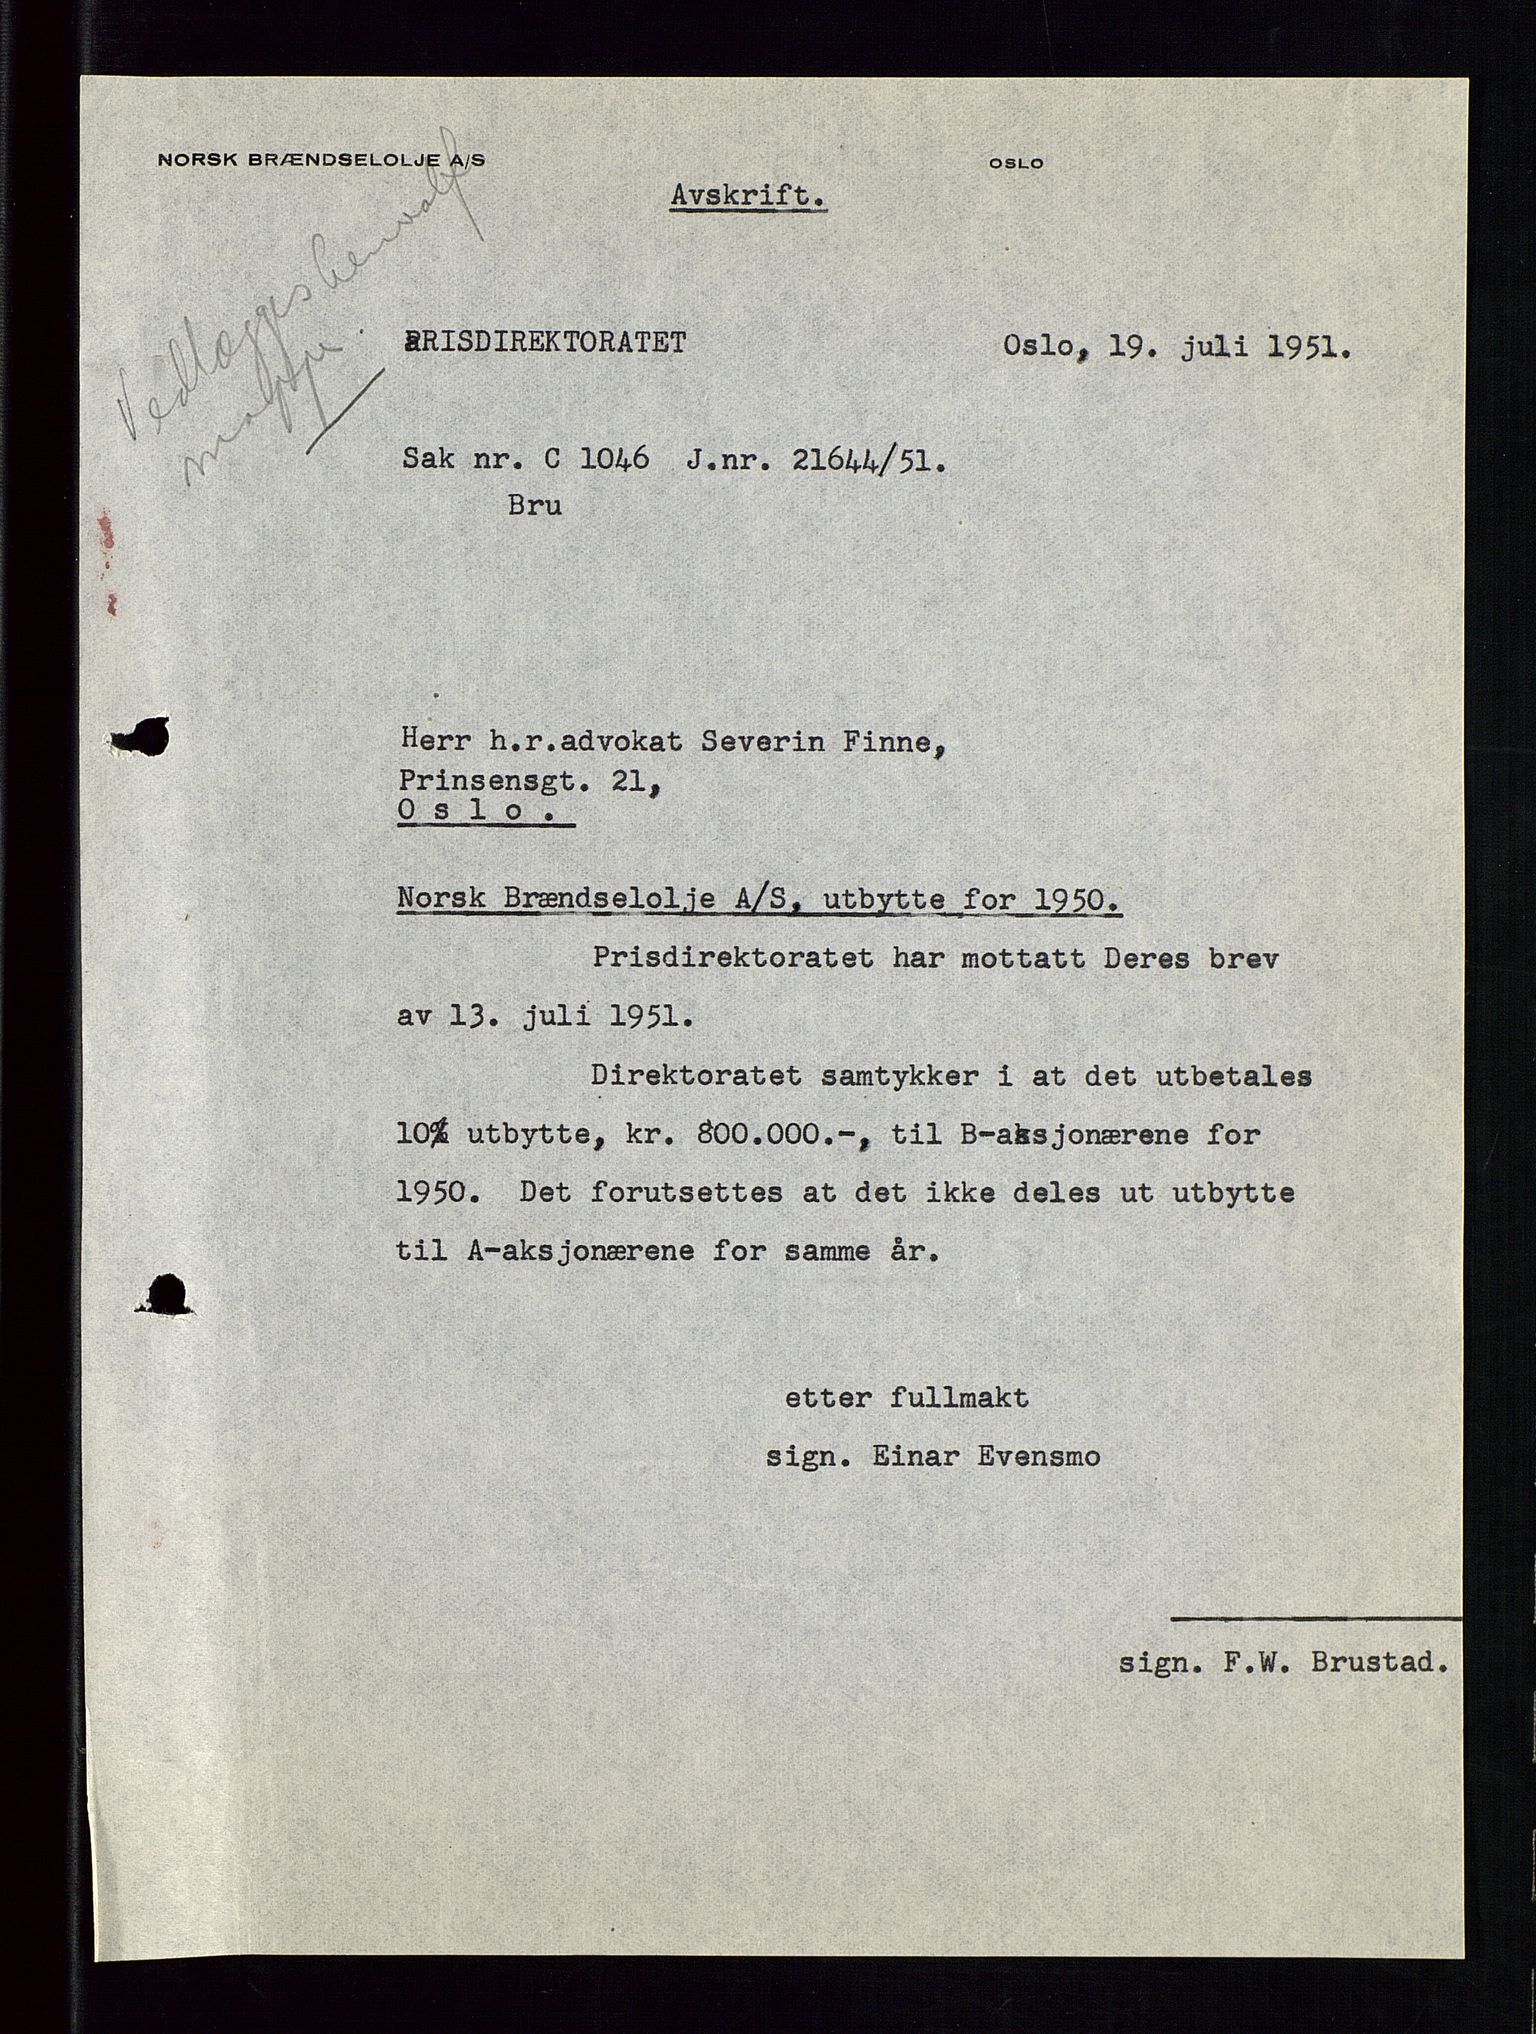 NORSK BRÆNDSELOLJE A/S OSLO
Avskrift.
Vedlægges
mappe.
PRISDIREKTORATET Oslo, 19. juli 1951.
Sak nr. C 1046 J.nr. 21644/51.
Bru
Herr h.r.advokat Severin Finne,
Prinsensgt. 21,
O s l o .
Norsk Brændselolje A/S, utbytte for 1950.
Prisdirektoratet har mottatt Deres brev
av 13. juli 1951.
Direktoratet samtykker i at det utbetales
10% utbytte, kr. 800.000.-, til B-aksjonærene for
1950. Det forutsettes at det ikke deles ut utbytte
til A-aksjonærene for samme år.
etter fullmakt
sign. Einar Evensmo
sign. F.W. Brustad.